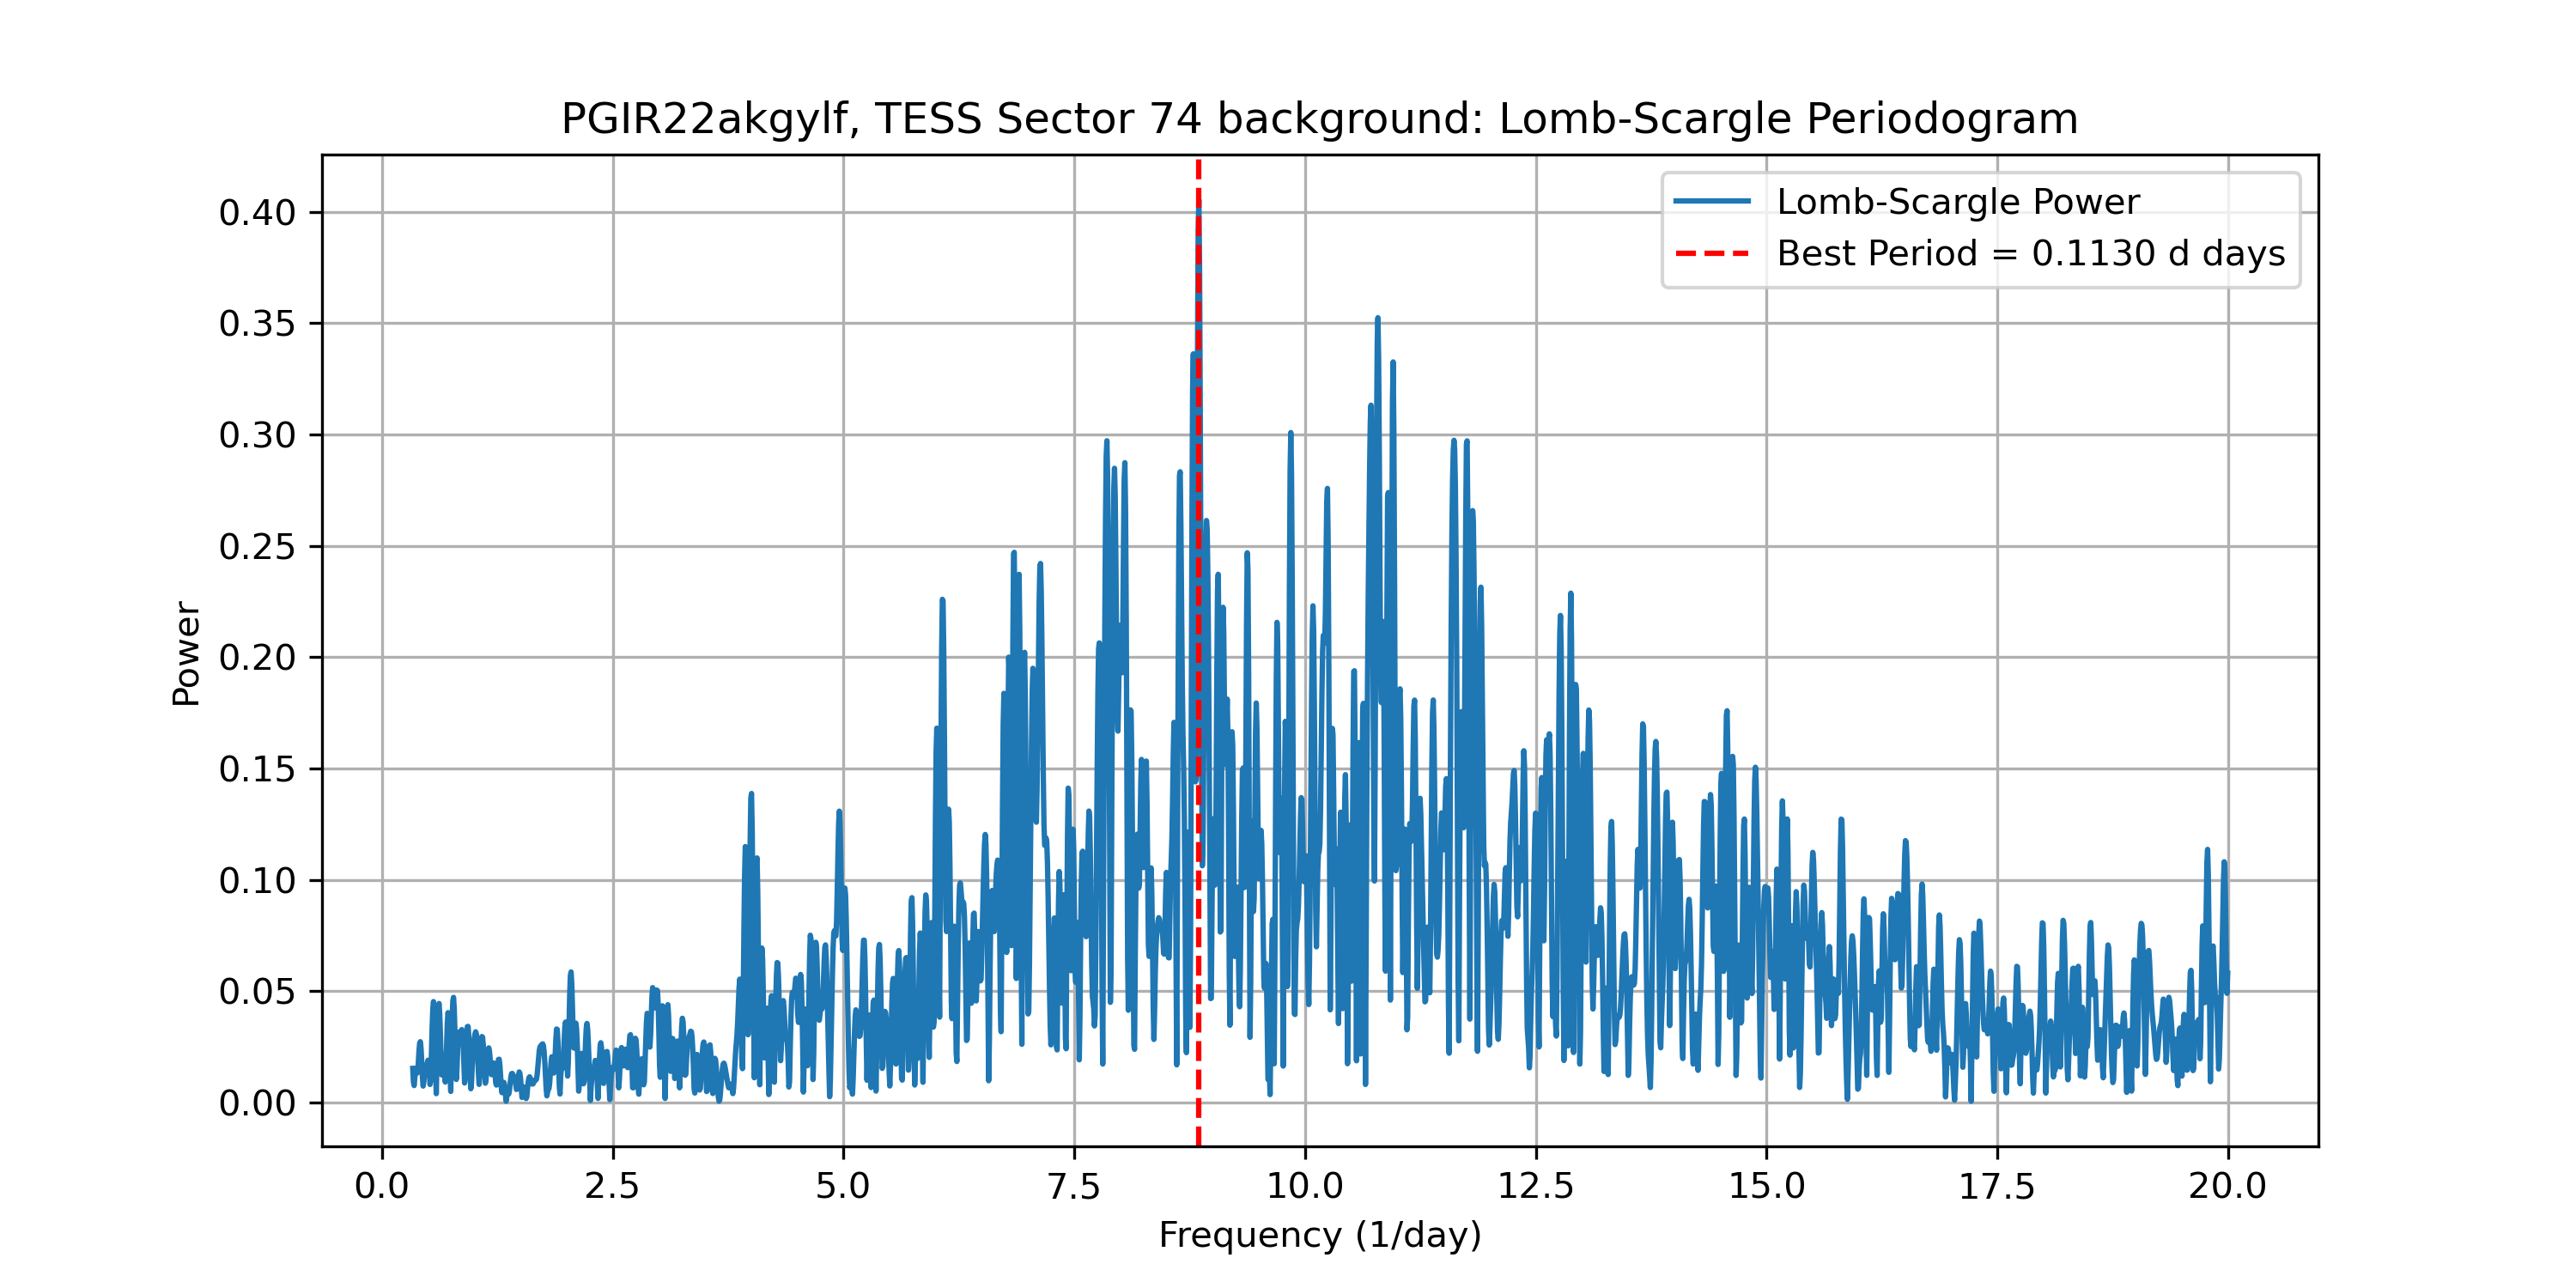 PGIR22akgylf, TESS Sector 74 background: Lomb-Scargle Periodogram
Lomb-Scargle Power
Best Period = 0.1130 d days
0.40
0.35
0.30
0.25
0.20
0.15
0.10
0.05
0.00
Power
0.0 2.5 5.0 7.5 10.0 12.5 15.0 17.5 20.0
Frequency (1/day)